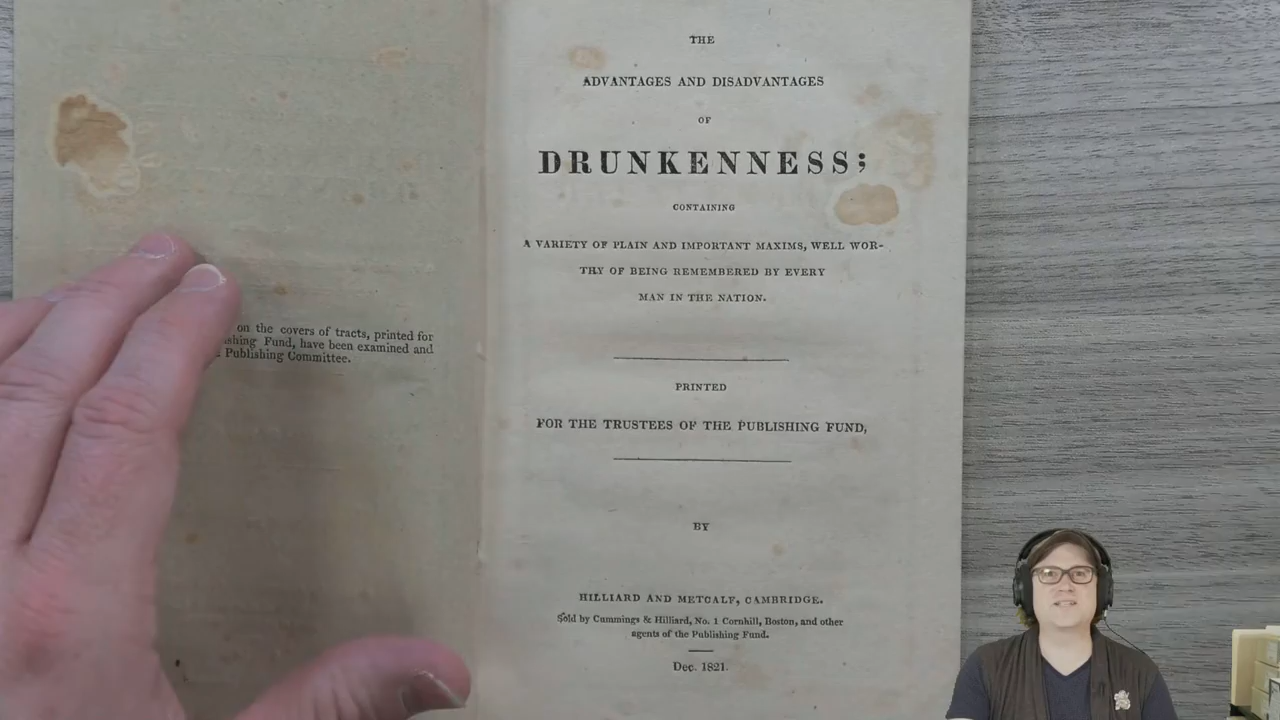 on the covers of tracts, printed for
shing Fund, have been examined and
Publishing Committee.
THE
ADVANTAGES AND DISADVANTAGES
OF
DRUNKENNESS;
CONTAINING
A VARIETY OF PLAIN AND IMPORTANT MAXIMS, WELL WOR-
THY OF BEING REMEMBERED BY EVERY
MAN IN THE NATION.
PRINTED
FOR THE TRUSTEES OF THE PUBLISHING FUND,
BY
HILLIARD AND METCALF, CAMBRIDGE.
Sold by Cummings & Hilliard, No. 1 Cornhill, Boston, and other
agents of the Publishing Fund.
Dec. 1821.